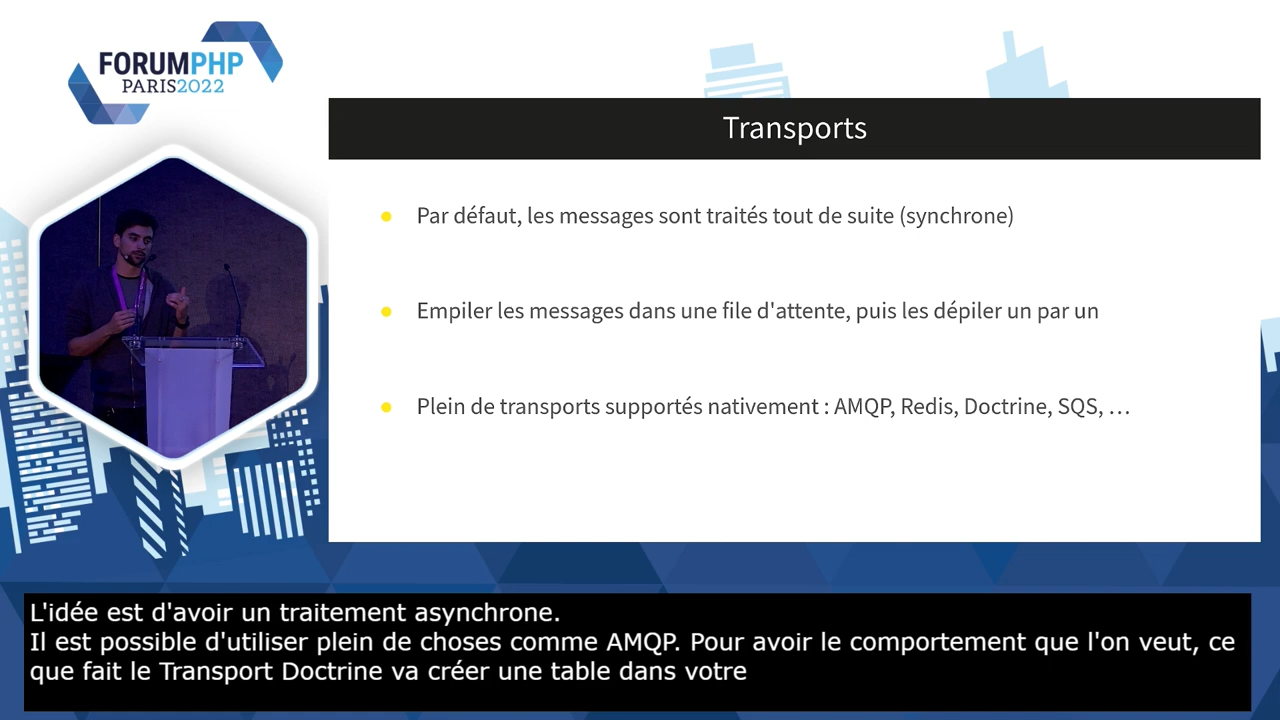 FORUMPHP
PARIS2022
Transports
● Par défaut, les messages sont traités tout de suite (synchrone)
● Empiler les messages dans une file d'attente, puis les dépiler un par un
● Plein de transports supportés nativement : AMQP, Redis, Doctrine, SQS, …
L'idée est d'avoir un traitement asynchrone.
Il est possible d'utiliser plein de choses comme AMQP. Pour avoir le comportement que l'on veut, ce
que fait le Transport Doctrine va créer une table dans votre